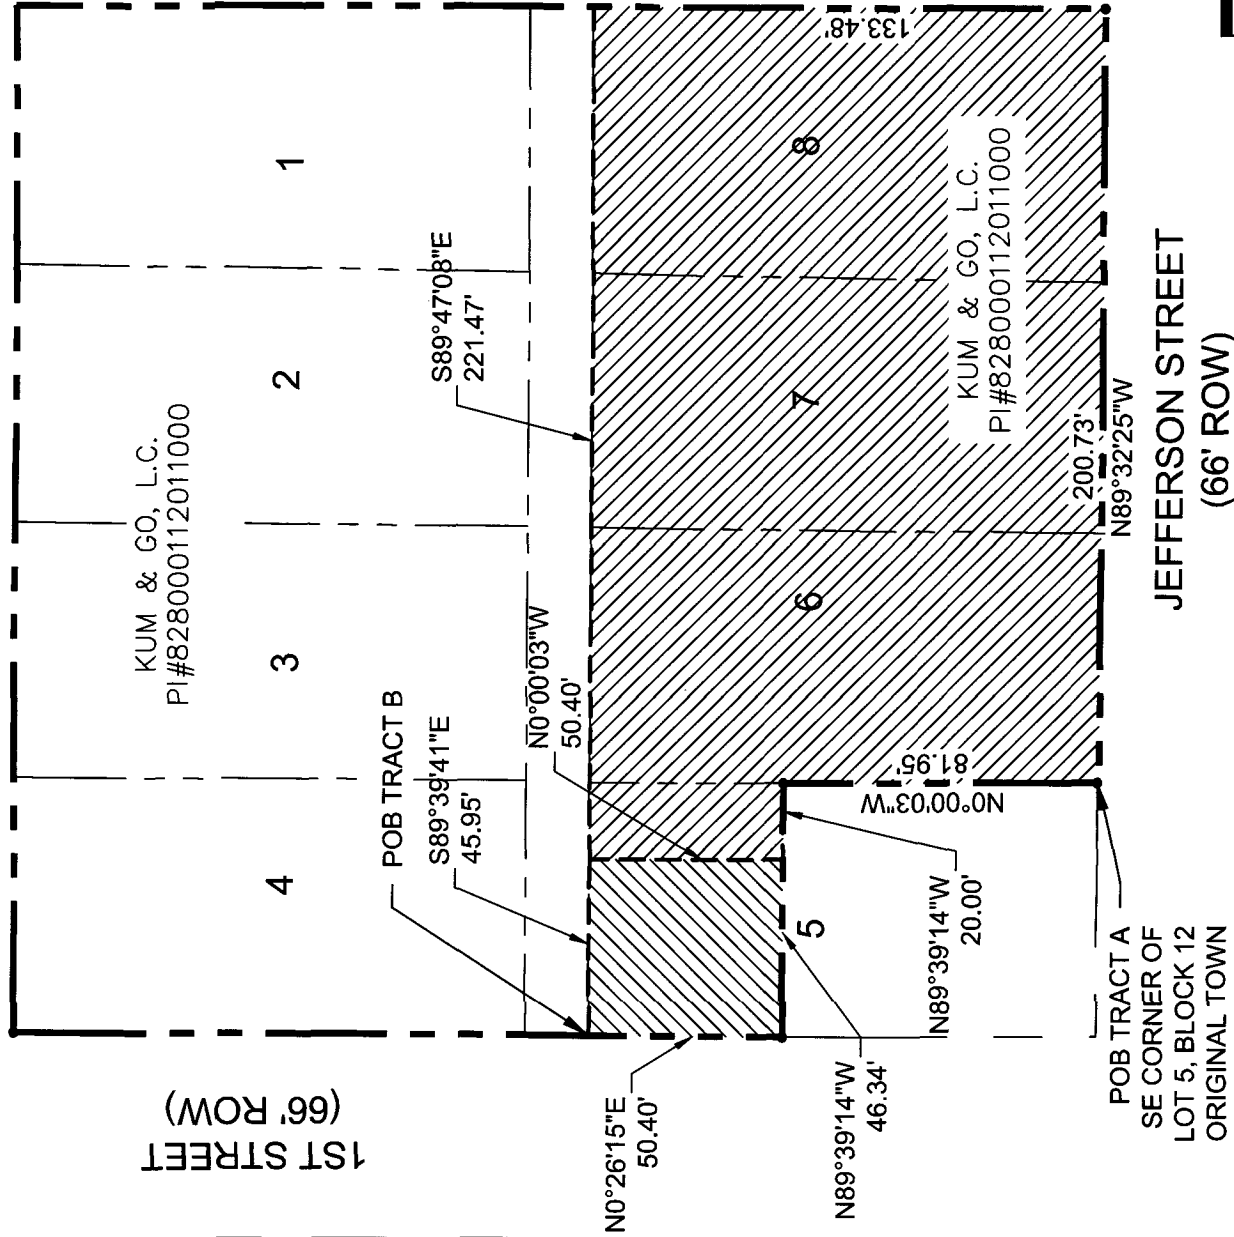 1
2
3
4
KUM & GO, L.C.
PI#828000112011000
S89°47'08"E
221.47'
133.48'
POB TRACT B
S89°39'41"E
45.95'
N0°00'03"W
50.40'
8
7
6
5
KUM & GO, L.C.
PI#828000112011000
200.73'
N89°32'25"W
JEFFERSON STREET
(66' ROW)
81.95'
N0°00'03"W
N89°39'14"W
20.00'
N89°39'14"W
46.34'
N0°26'15"E
50.40'
1ST STREET
(66' ROW)
POB TRACT A
SE CORNER OF
LOT 5, BLOCK 12
ORIGINAL TOWN